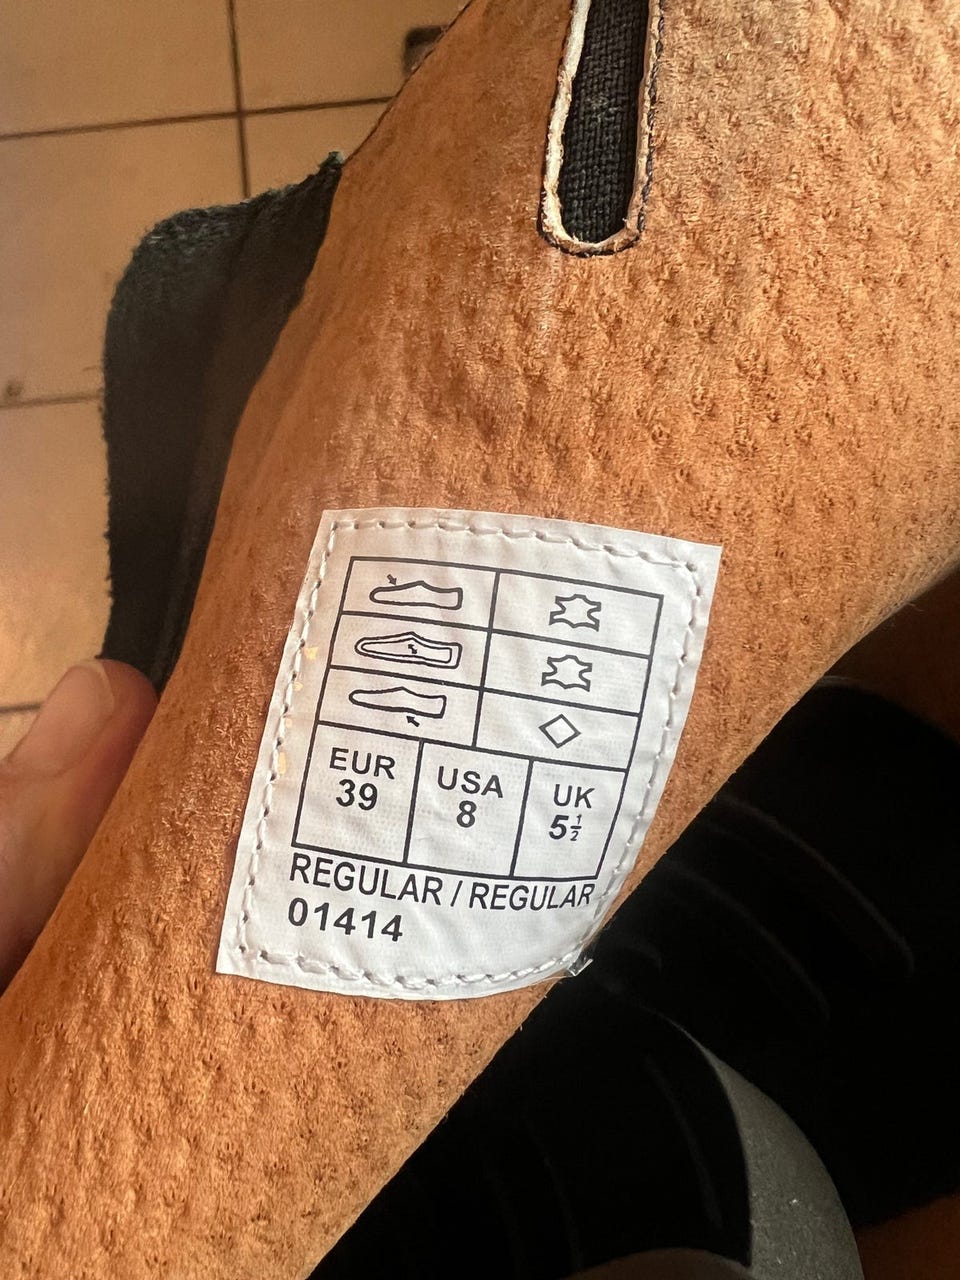 EUR USA UK
39 8 5½
REGULAR / REGULAR
01414